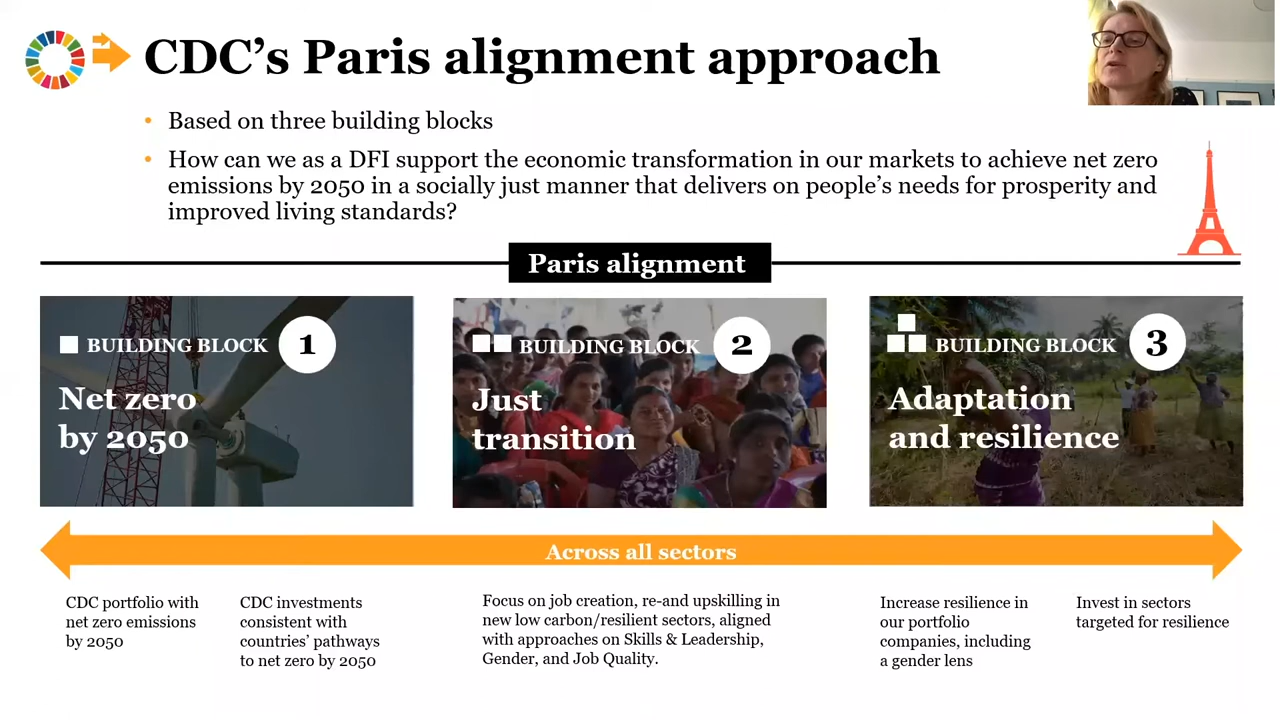 CDC’s Paris alignment approach
• Based on three building blocks
• How can we as a DFI support the economic transformation in our markets to achieve net zero
emissions by 2050 in a socially just manner that delivers on people’s needs for prosperity and
improved living standards?
Paris alignment
BUILDING BLOCK 1
Net zero
by 2050
BUILDING BLOCK 2
Just
transition
BUILDING BLOCK 3
Adaptation
and resilience
Across all sectors
CDC portfolio with
net zero emissions
by 2050
CDC investments
consistent with
countries’ pathways
to net zero by 2050
Focus on job creation, re-and upskilling in
new low carbon/resilient sectors, aligned
with approaches on Skills & Leadership,
Gender, and Job Quality.
Increase resilience in
our portfolio
companies, including
a gender lens
Invest in sectors
targeted for resilience